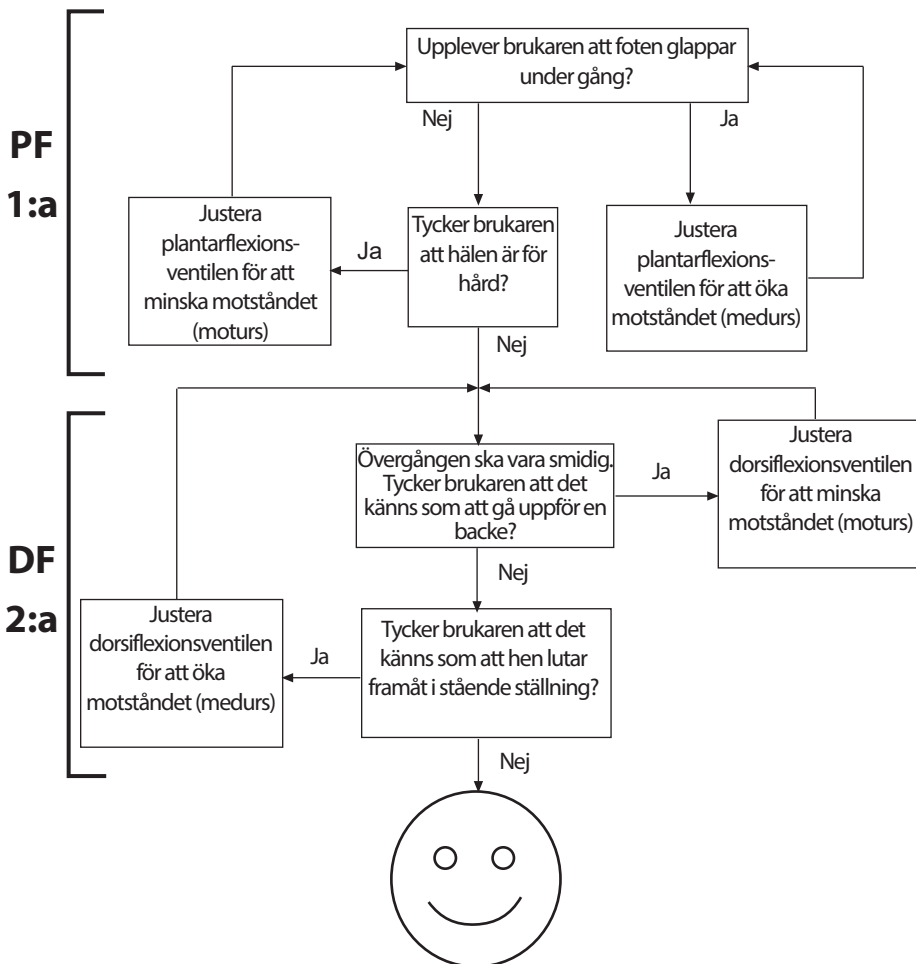 Upplever brukaren att foten glappar
under gång?
Nej
Ja
PF
1:a
Justera
plantarflexions-
ventilen för att
minska motståndet
(moturs)
Ja
Tycker brukaren
att hälen är för
hård?
Justera
plantarflexions-
ventilen för att öka
motståndet (medurs)
Nej
DF
2:a
Övergången ska vara smidig.
Tycker brukaren att det
känns som att gå uppför en
backe?
Ja
Justera
dorsiflexionsventilen
för att minska
motståndet (moturs)
Nej
Justera
dorsiflexionsventilen
för att öka
motståndet (medurs)
Ja
Tycker brukaren att det
känns som att hen lutar
framåt i stående ställning?
Nej